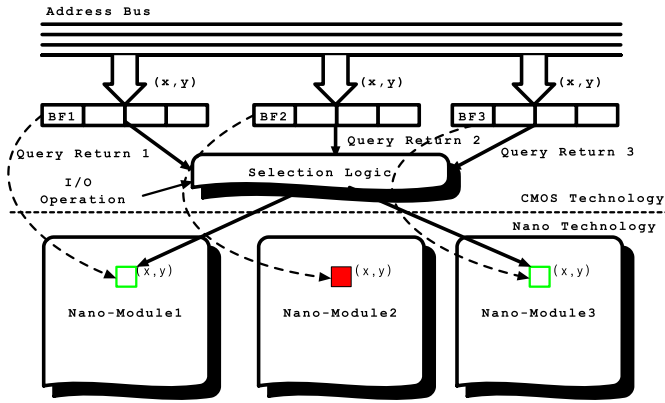 Address Bus
(x,y) (x,y) (x,y)
BF1 BF2 BF3
Query Return 1 Query Return 2 Query Return 3
Selection Logic
I/O
Operation
CMOS Technology
Nano Technology
(x,y) (x,y) (x,y)
Nano-Module1 Nano-Module2 Nano-Module3